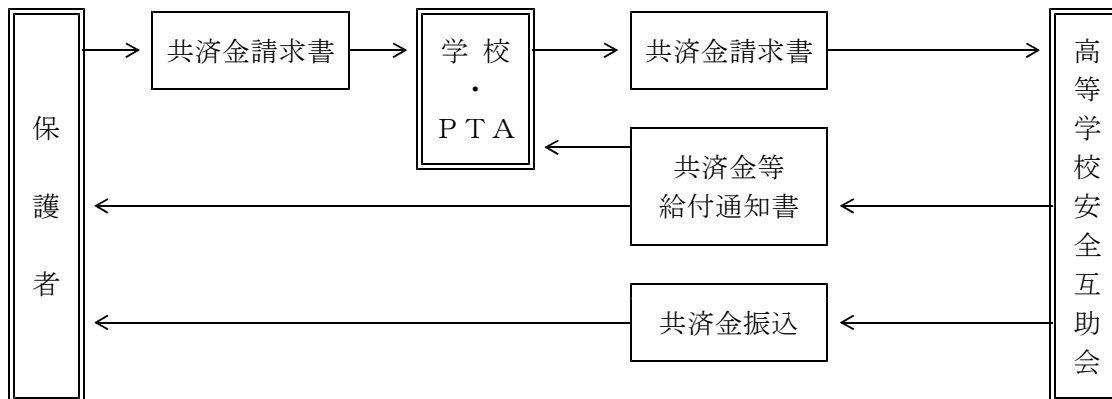 保護者
共済金請求書
学校
・
ＰＴＡ
共済金請求書
共済金等
給付通知書
共済金振込
高等学校安全互助会